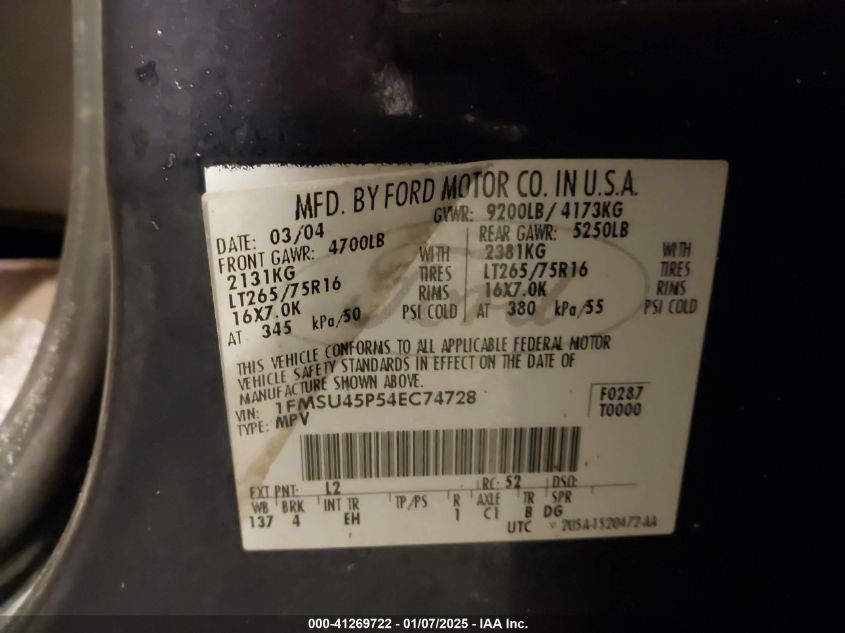 MFD. BY FORD MOTOR CO. IN U.S.A.
DATE: 03/04 GVWR: 9200LB/ 4173KG
FRONT GAWR: 4700LB REAR GAWR: 5250LB
2131KG WITH 2381KG WITH
LT265/75R16 TIRES LT265/75R16 TIRES
16X7.0K RIMS 16X7.0K RIMS
AT 345 kPa/50 PSI COLD AT 380 kPa/55 PSI COLD
Ford
THIS VEHICLE CONFORMS TO ALL APPLICABLE FEDERAL MOTOR
VEHICLE SAFETY STANDARDS IN EFFECT ON THE DATE OF
MANUFACTURE SHOWN ABOVE.
VIN: 1FMSU45P54EC74728 F0287
TYPE: MPV T0000
EXT PNT: L2 RC: 52 DSO:
WB BRK INT TR TP/PS R AXLE TR SPR
137 4 EH 1 C1 B DG
UTC 2U5A-1520472-AA
000-41269722 - 01/07/2025 - IAA Inc.